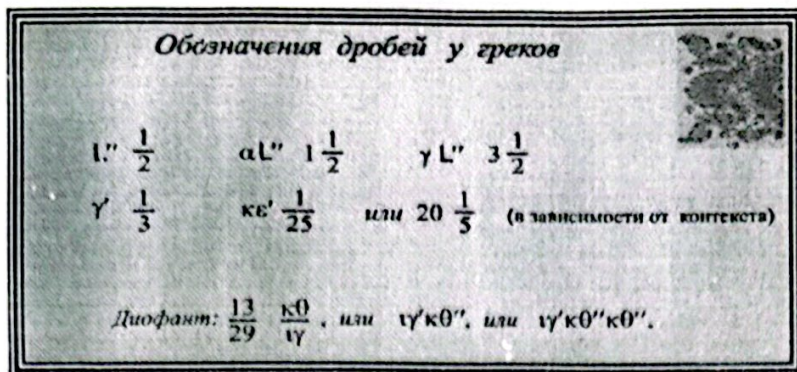 Обозначения дробей у греков
L'' 1/2 αL'' 1 1/2 γ L'' 3 1/2
γ' 1/3 κε' 1/25 или 20 1/5 (в зависимости от контекста)
Диофант: 13/29 κθ/ιγ , или ιγ'κθ'', или ιγ'κθ''κθ''.